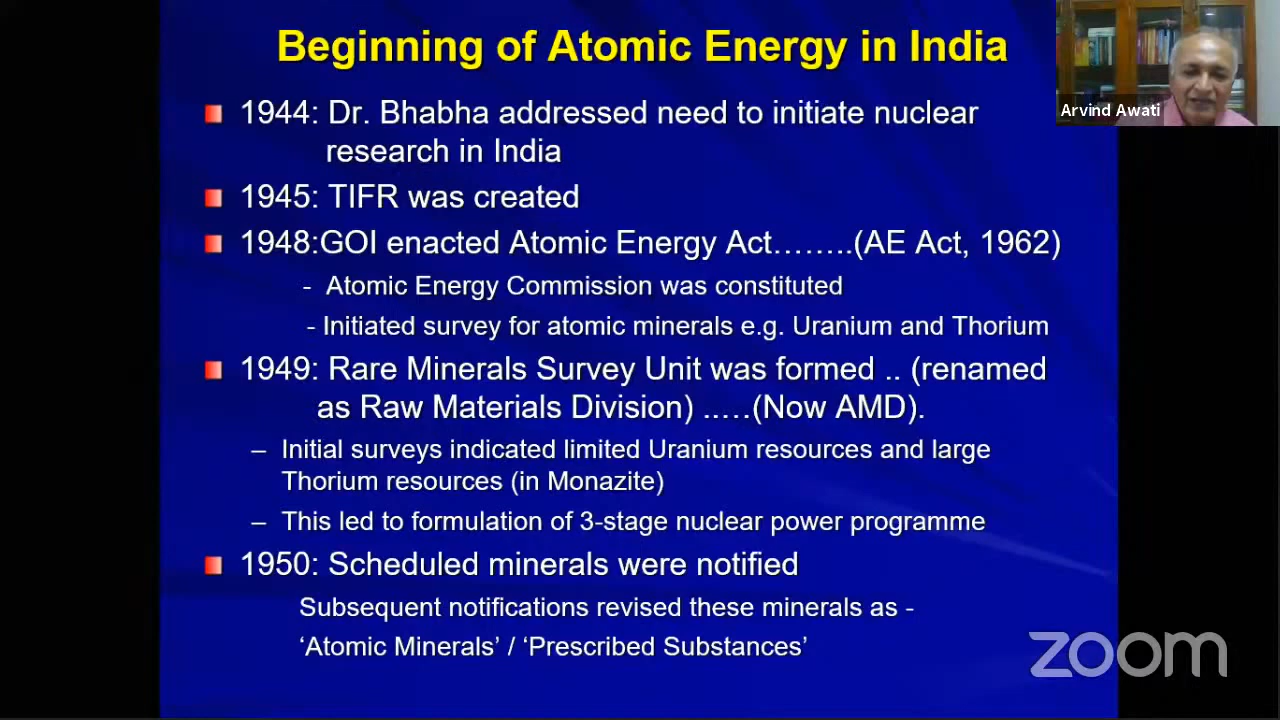 Beginning of Atomic Energy in India
Arvind Awati
1944: Dr. Bhabha addressed need to initiate nuclear
research in India
1945: TIFR was created
1948:GOI enacted Atomic Energy Act……..(AE Act, 1962)
- Atomic Energy Commission was constituted
- Initiated survey for atomic minerals e.g. Uranium and Thorium
1949: Rare Minerals Survey Unit was formed .. (renamed
as Raw Materials Division) ..…(Now AMD).
– Initial surveys indicated limited Uranium resources and large
Thorium resources (in Monazite)
– This led to formulation of 3-stage nuclear power programme
1950: Scheduled minerals were notified
Subsequent notifications revised these minerals as -
‘Atomic Minerals’ / ‘Prescribed Substances’
zoom